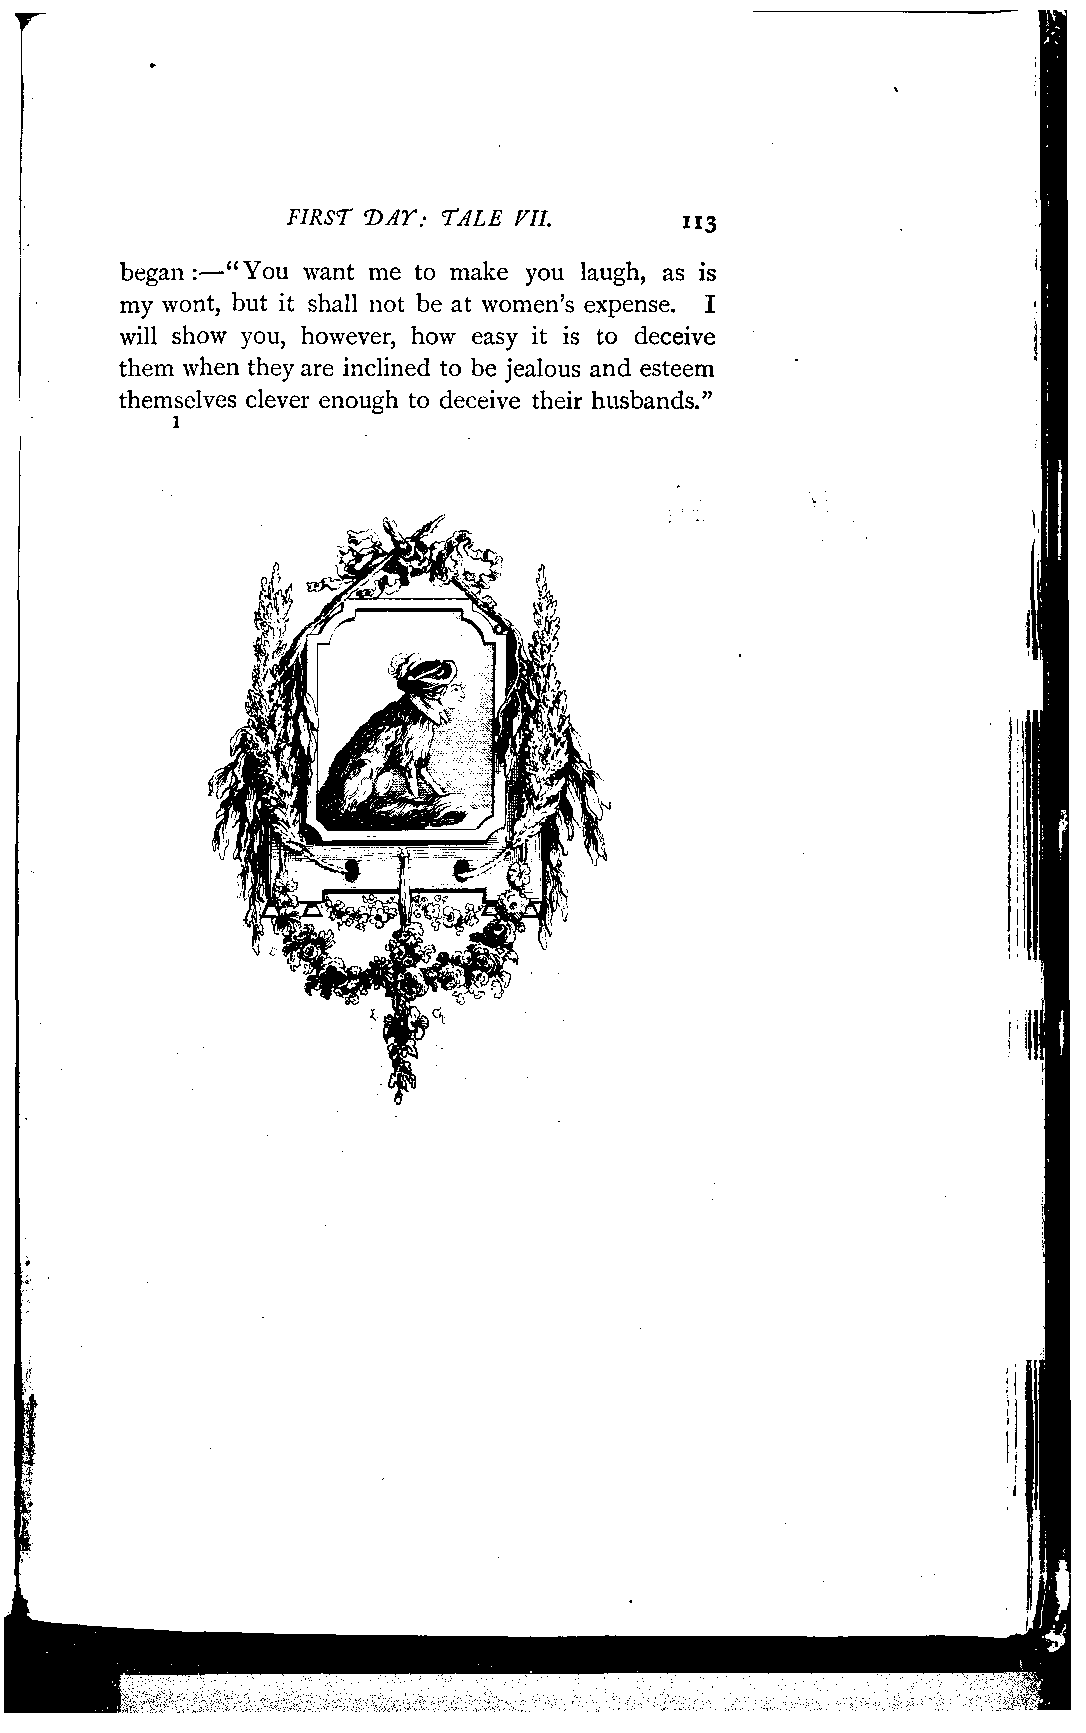 FIRST DAY: TALE VII. 113
began :—“You want me to make you laugh, as is
my wont, but it shall not be at women’s expense. I
will show you, however, how easy it is to deceive
them when they are inclined to be jealous and esteem
themselves clever enough to deceive their husbands.”
1